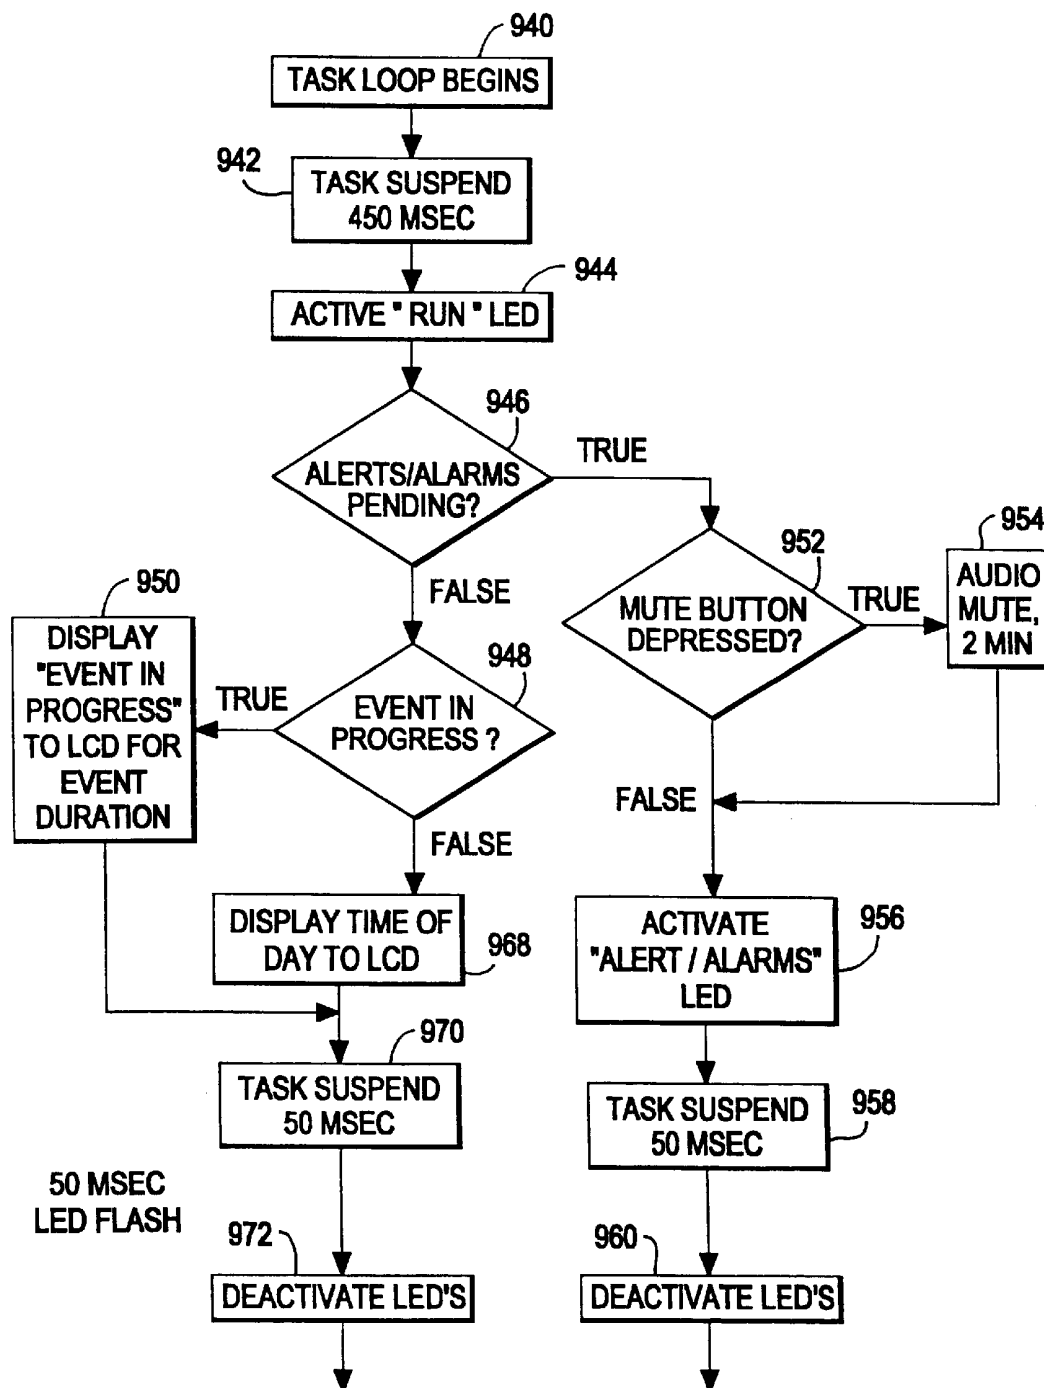 940
TASK LOOP BEGINS
942
TASK SUSPEND
450 MSEC
944
ACTIVE " RUN " LED
946
ALERTS/ALARMS
PENDING?
TRUE
FALSE
952
MUTE BUTTON
DEPRESSED?
TRUE
954
AUDIO
MUTE,
2 MIN
950
DISPLAY
"EVENT IN
PROGRESS"
TO LCD FOR
EVENT
DURATION
TRUE
948
EVENT IN
PROGRESS ?
FALSE
FALSE
DISPLAY TIME OF
DAY TO LCD
968
ACTIVATE
"ALERT / ALARMS"
LED
956
970
TASK SUSPEND
50 MSEC
TASK SUSPEND
50 MSEC
958
50 MSEC
LED FLASH
972
DEACTIVATE LED'S
960
DEACTIVATE LED'S